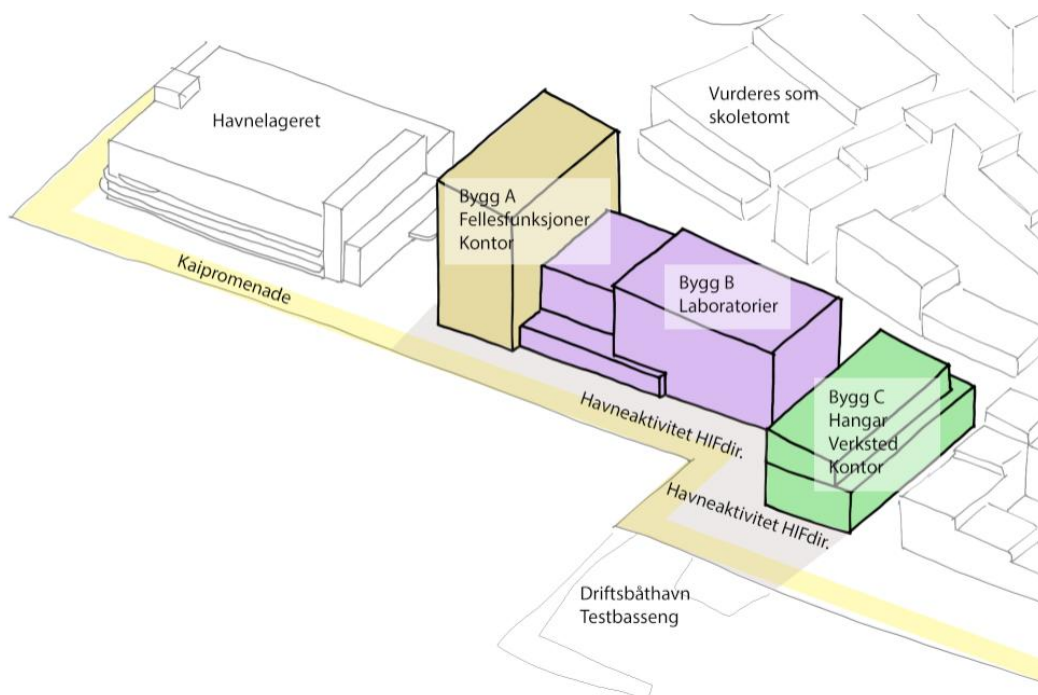 Havnelageret
Vurderes som
skoletomt
Bygg A
Fellesfunksjoner
Kontor
Bygg B
Laboratorier
Kaipromenade
Bygg C
Hangar
Verksted
Kontor
Havneaktivitet HIFdir.
Havneaktivitet HIFdir.
Driftsbåthavn
Testbasseng